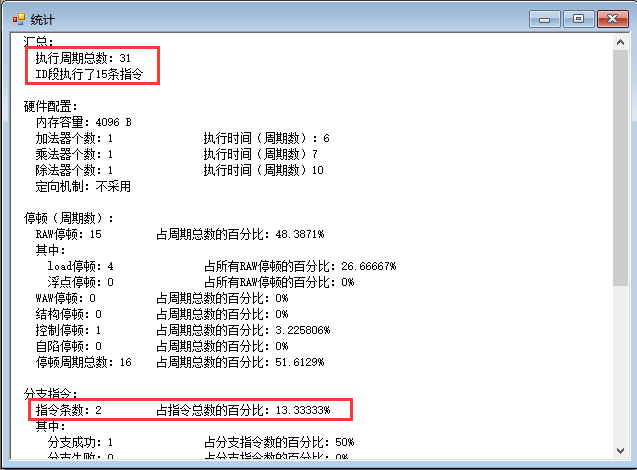 统计
汇总:
执行周期总数: 31
ID段执行了15条指令
硬件配置:
内存容量: 4096 B
加法器个数: 1 执行时间（周期数）: 6
乘法器个数: 1 执行时间（周期数）7
除法器个数: 1 执行时间（周期数）10
定向机制: 不采用
停顿（周期数）:
RAW停顿: 15 占周期总数的百分比: 48.3871%
其中:
load停顿: 4 占所有RAW停顿的百分比: 26.66667%
浮点停顿: 0 占所有RAW停顿的百分比: 0%
WAW停顿: 0 占周期总数的百分比: 0%
结构停顿: 0 占周期总数的百分比: 0%
控制停顿: 1 占周期总数的百分比: 3.225806%
自陷停顿: 0 占周期总数的百分比: 0%
停顿周期总数: 16 占周期总数的百分比: 51.6129%
分支指令:
指令条数: 2 占指令总数的百分比: 13.33333%
其中:
分支成功: 1 占分支指令数的百分比: 50%
分支失败: 0 占分支指令数的百分比: 0%